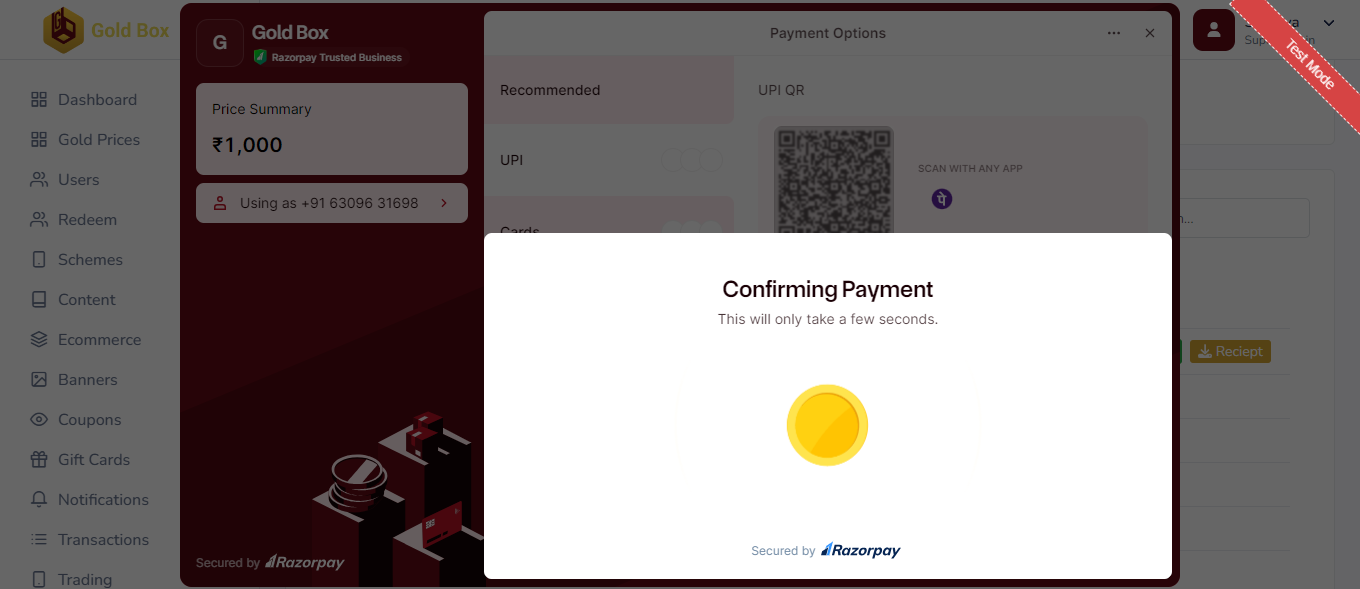 Gold Box
Dashboard
Gold Prices
Users
Redeem
Schemes
Content
Ecommerce
Banners
Coupons
Gift Cards
Notifications
Transactions
Trading
G
Gold Box
Razorpay Trusted Business
Price Summary
₹1,000
Using as +91 63096 31698
Secured by Razorpay
Payment Options
Recommended
UPI
Cards
UPI QR
SCAN WITH ANY APP
Confirming Payment
This will only take a few seconds.
Secured by Razorpay
Test Mode
Reciept